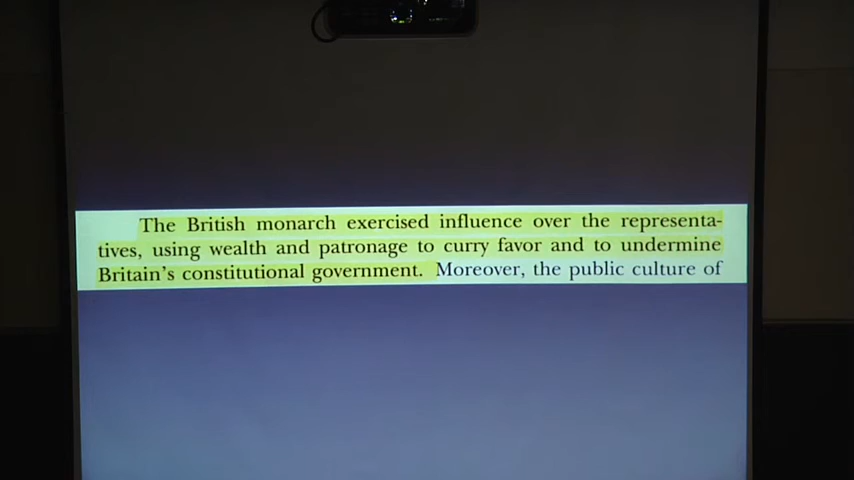 The British monarch exercised influence over the representa-
tives, using wealth and patronage to curry favor and to undermine
Britain's constitutional government. Moreover, the public culture of